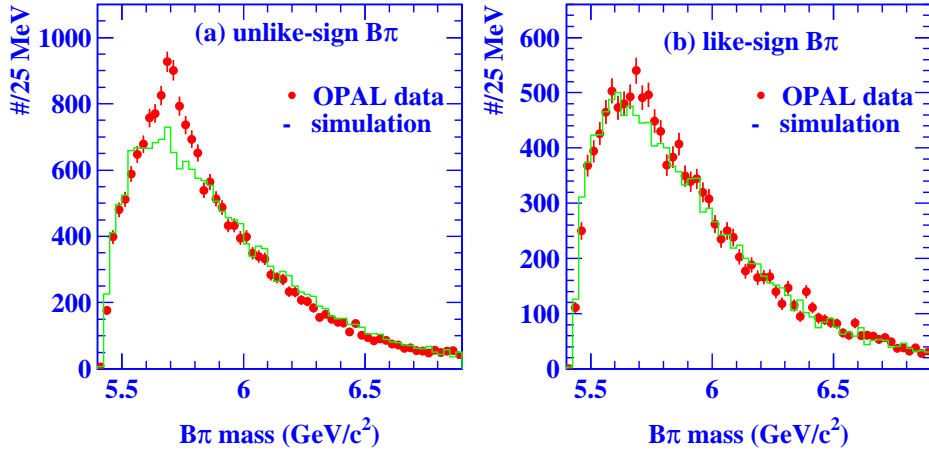 #/25 MeV
1000
800
600
400
200
0
5.5
6
6.5
(a) unlike-sign Bπ
OPAL data
- simulation
Bπ mass (GeV/c²)
#/25 MeV
600
500
400
300
200
100
0
5.5
6
6.5
(b) like-sign Bπ
OPAL data
- simulation
Bπ mass (GeV/c²)